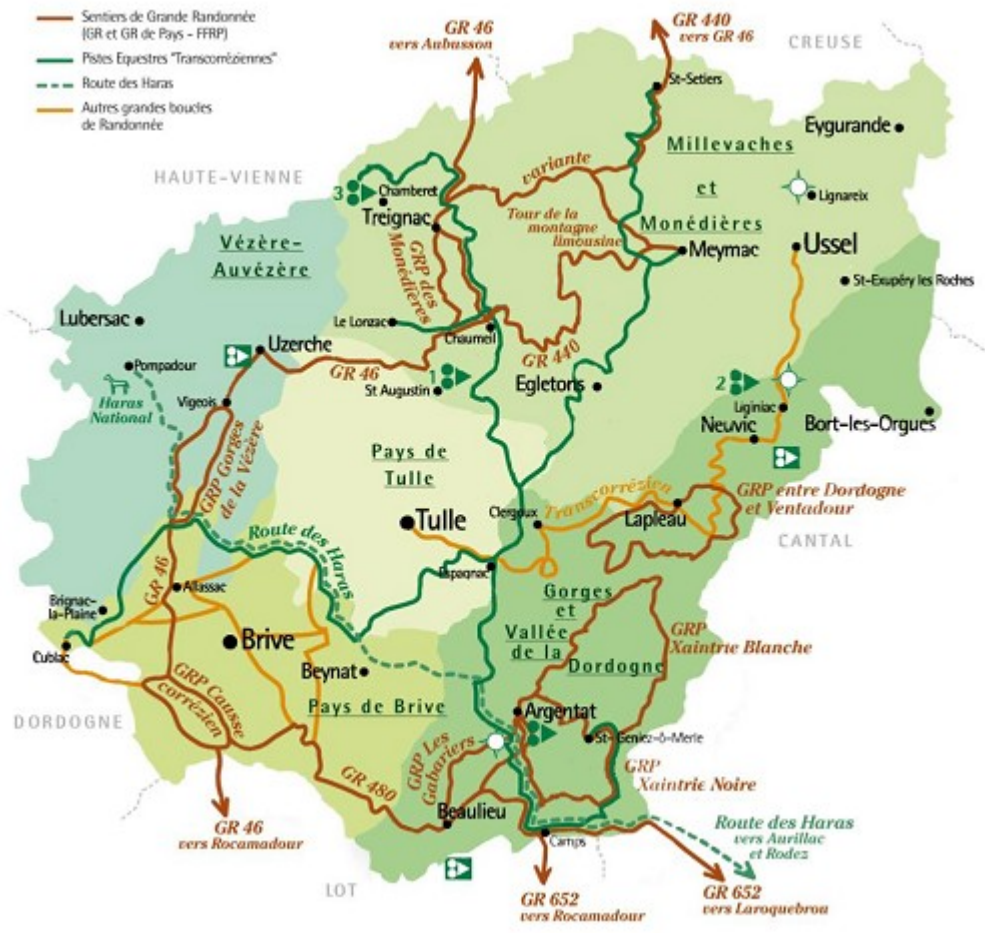 Sentiers de Grande Randonnée
(GR et GR de Pays - FFRP)
Pistes Equestres "Transcorréziennes"
Route des Haras
Autres grandes boucles
de Randonnée
GR 46
vers Aubasson
GR 440
vers GR 46
CREUSE
St-Setiers
Eygurande
Millevaches
et
Monédières
HAUTE-VIENNE
variante
3
Chamberet
Treignac
Lignareix
Tour de la
montagne
limousine
Vézère-
Auvézère
GRP des
Monédières
Meymac
Ussel
St-Exupéry les Roches
Lubersac
Le Lonzac
Chaumeil
Uzerche
GR 440
Pompadour
GR 46
1
St Augustin
Egletons
2
Haras
National
Vigeois
Liginiac
Neuvic
Bort-les-Orgues
GRP Gorges
de la Vézère
Pays de
Tulle
GRP entre Dordogne
et Ventadour
Transcorrézien
Clergoux
Lapleau
Tulle
CANTAL
Route des Haras
Espagnac
GR 46
Allassac
Gorges
et
Vallée
de la
Dordogne
Brignac-
la-Plaine
Brive
GRP
Xaintrie Blanche
Cublac
Beynat
GRP Causse
corrézien
Pays de Brive
DORDOGNE
Argentat
St-Geniez-ô-Merle
GRP Les
Gabariers
GRP
Xaintrie Noire
GR 480
Beaulieu
Camps
GR 46
vers Rocamadour
Route des Haras
vers Aurillac
et Rodez
LOT
GR 652
vers Rocamadour
GR 652
vers Laroquebrou